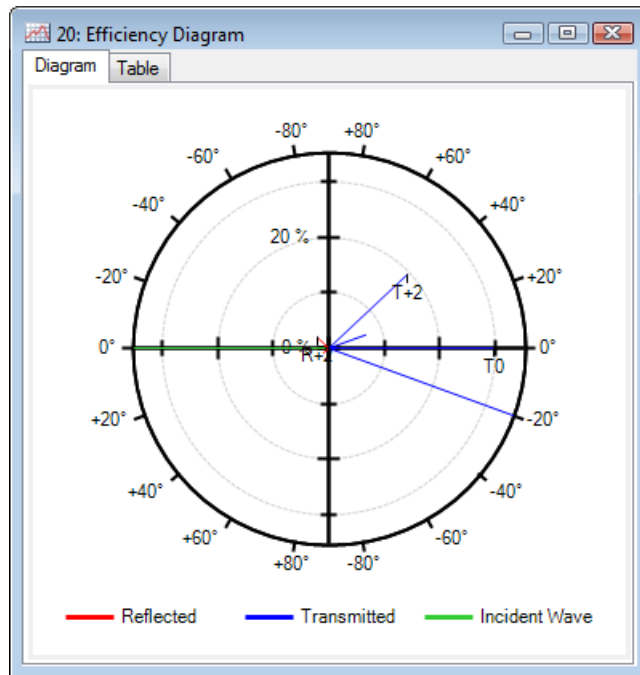 20: Efficiency Diagram
Diagram Table
-80° +80°
-60° +60°
-40° +40°
20 %
-20° +20°
T+2
0° 0 % 0°
R+2 T0
+20° -20°
+40° -40°
+60° -60°
+80° -80°
Reflected Transmitted Incident Wave